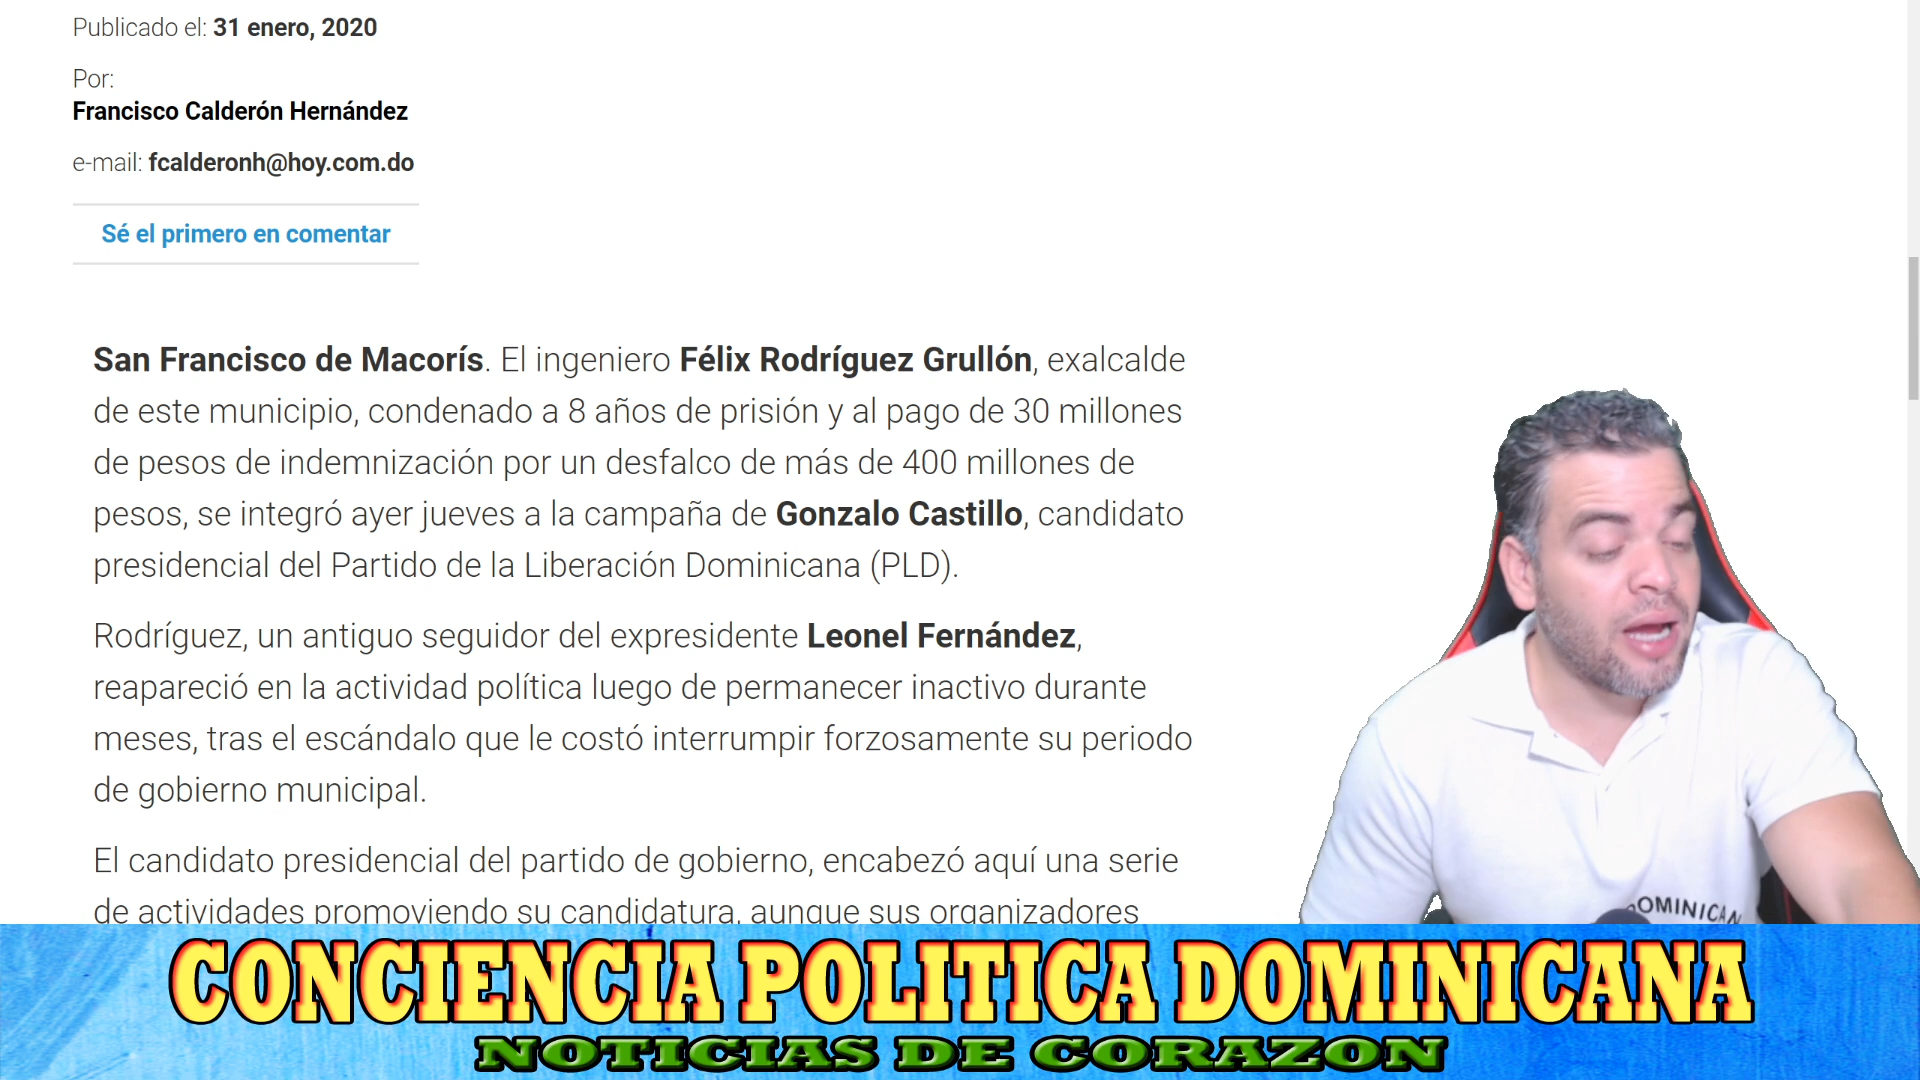 Publicado el: 31 enero, 2020
Por:
Francisco Calderón Hernández
e-mail: fcalderonh@hoy.com.do
Sé el primero en comentar
San Francisco de Macorís. El ingeniero Félix Rodríguez Grullón, exalcalde
de este municipio, condenado a 8 años de prisión y al pago de 30 millones
de pesos de indemnización por un desfalco de más de 400 millones de
pesos, se integró ayer jueves a la campaña de Gonzalo Castillo, candidato
presidencial del Partido de la Liberación Dominicana (PLD).
Rodríguez, un antiguo seguidor del expresidente Leonel Fernández,
reapareció en la actividad política luego de permanecer inactivo durante
meses, tras el escándalo que le costó interrumpir forzosamente su periodo
de gobierno municipal.
El candidato presidencial del partido de gobierno, encabezó aquí una serie
de actividades promoviendo su candidatura, aunque sus organizadores
OMINICAN
CONCIENCIA POLITICA DOMINICANA
NOTICIAS DE CORAZON